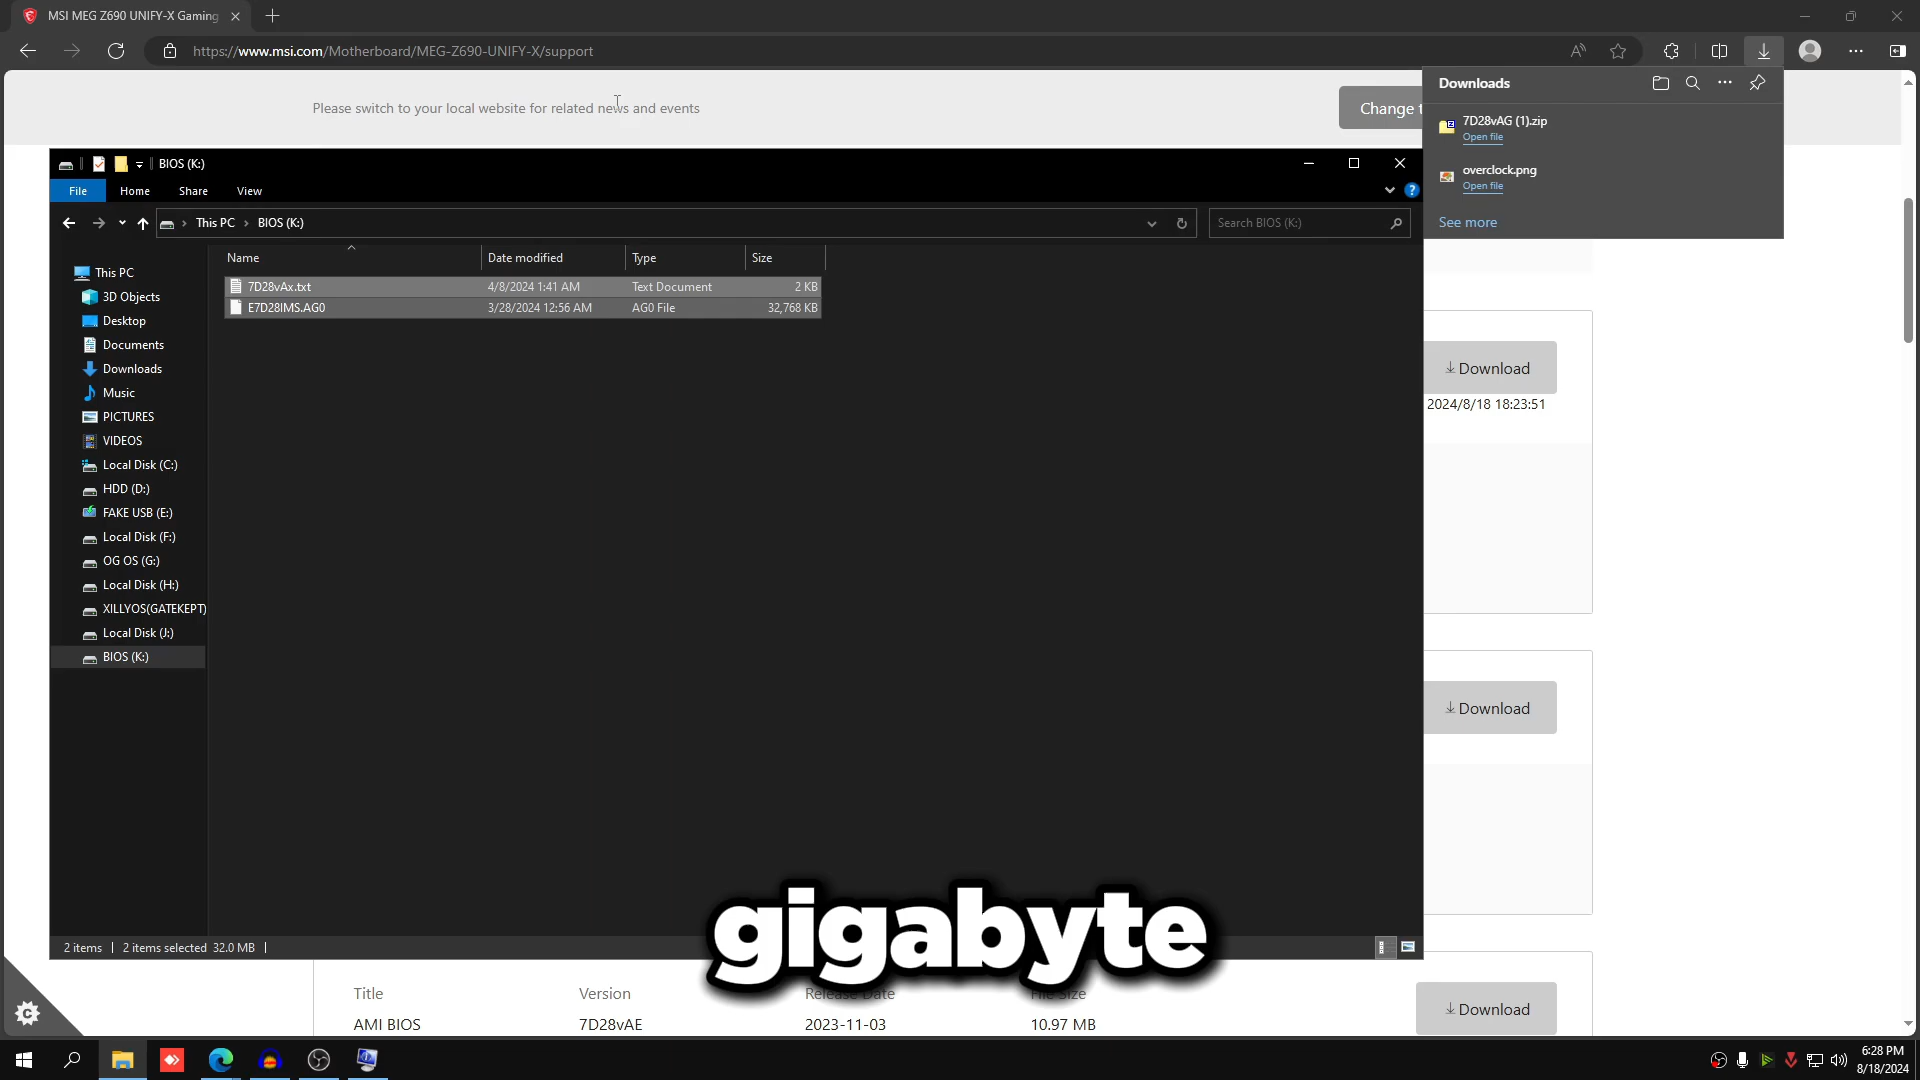 MSI MEG Z690 UNIFY-X Gaming
https://www.msi.com/Motherboard/MEG-Z690-UNIFY-X/support
Please switch to your local website for related news and events
Change t
Downloads
7D28vAG (1).zip
Open file
overclock.png
Open file
See more
BIOS (K:)
File
Home
Share
View
This PC
BIOS (K:)
Search BIOS (K:)
Name
Date modified
Type
Size
7D28vAx.txt
4/8/2024 1:41 AM
Text Document
2 KB
E7D28IMS.AG0
3/28/2024 12:56 AM
AG0 File
32,768 KB
This PC
3D Objects
Desktop
Documents
Downloads
Music
PICTURES
VIDEOS
Local Disk (C:)
HDD (D:)
FAKE USB (E:)
Local Disk (F:)
OG OS (G:)
Local Disk (H:)
XILLYOS(GATEKEPT)
Local Disk (J:)
BIOS (K:)
Download
2024/8/18 18:23:51
Download
2 items
2 items selected 32.0 MB
gigabyte
Title
Version
Release Date
File Size
AMI BIOS
7D28vAE
2023-11-03
10.97 MB
Download
6:28 PM
8/18/2024